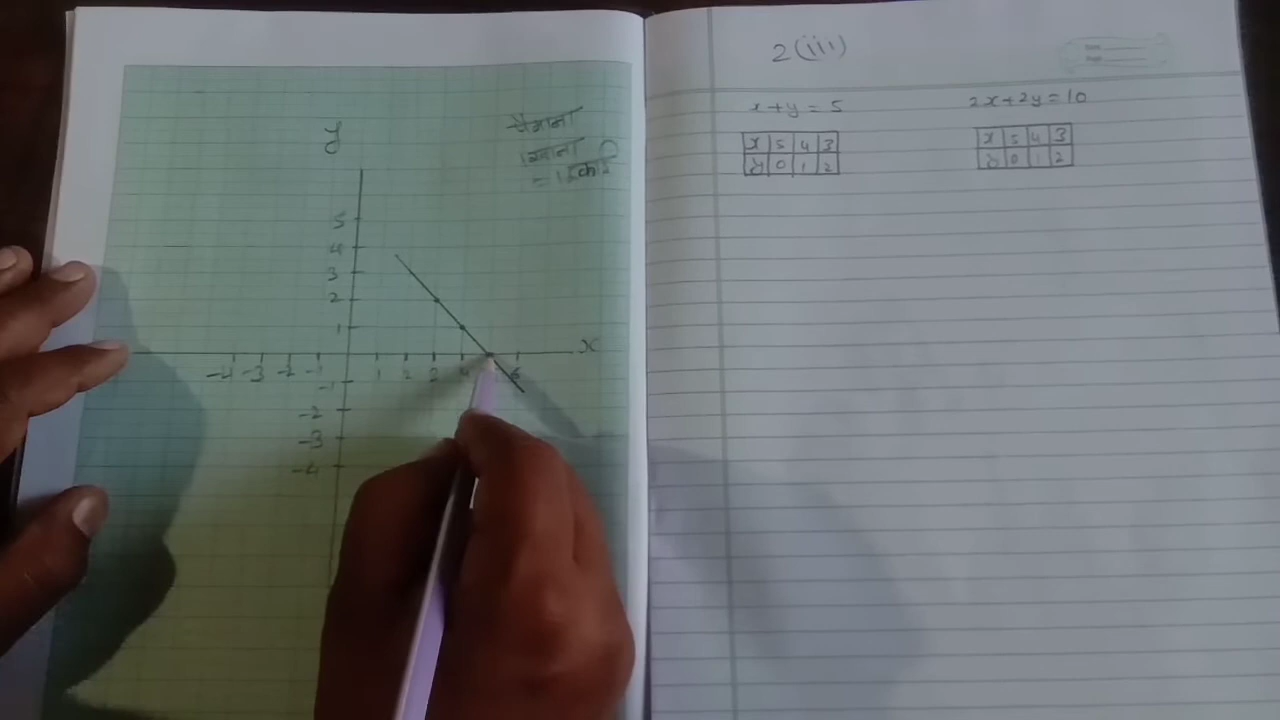 y
पैमाना
1खाना
= 1 इकाई
5
4
3
2
1
x
-4 -3 -2 -1 1 2 3 4 6
-1
-2
-3
-4
2(iii)
x+y = 5
x 5 4 3
y 0 1 2
2x+2y=10
x 5 4 3
y 0 1 2